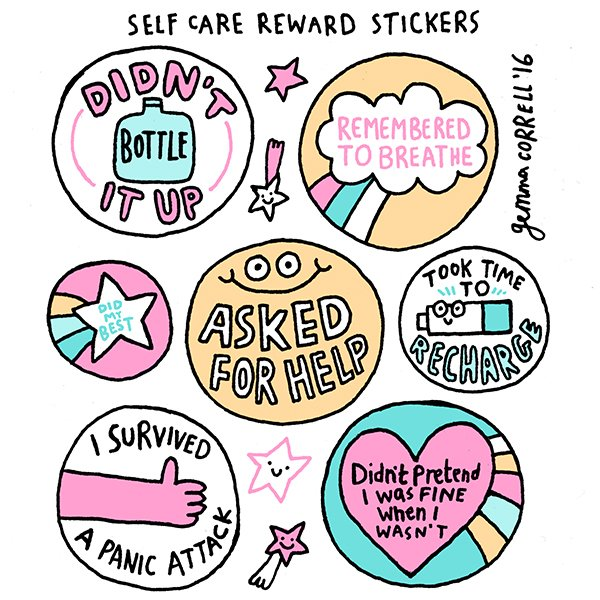 SELF CARE REWARD STICKERS
DIDN'T
BOTTLE
IT UP
REMEMBERED
TO BREATHE
gemma CORRELL '16
DID
MY
BEST
ASKED
FOR HELP
TOOK TIME
TO
RECHARGE
I SURVIVED
A PANIC ATTACK
Didn't Pretend
I was FINE
when I
WASN'T